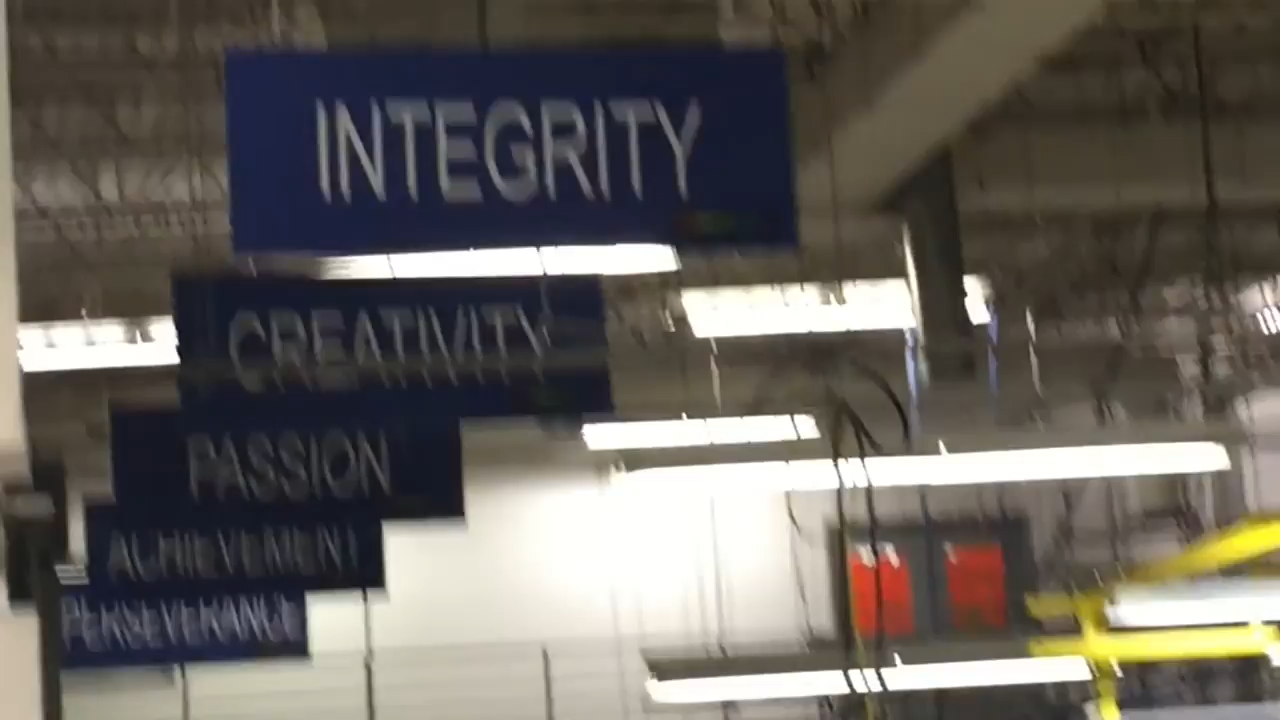 INTEGRITY
CREATIVITY
PASSION
ACHIEVEMENT
PERSEVERANCE